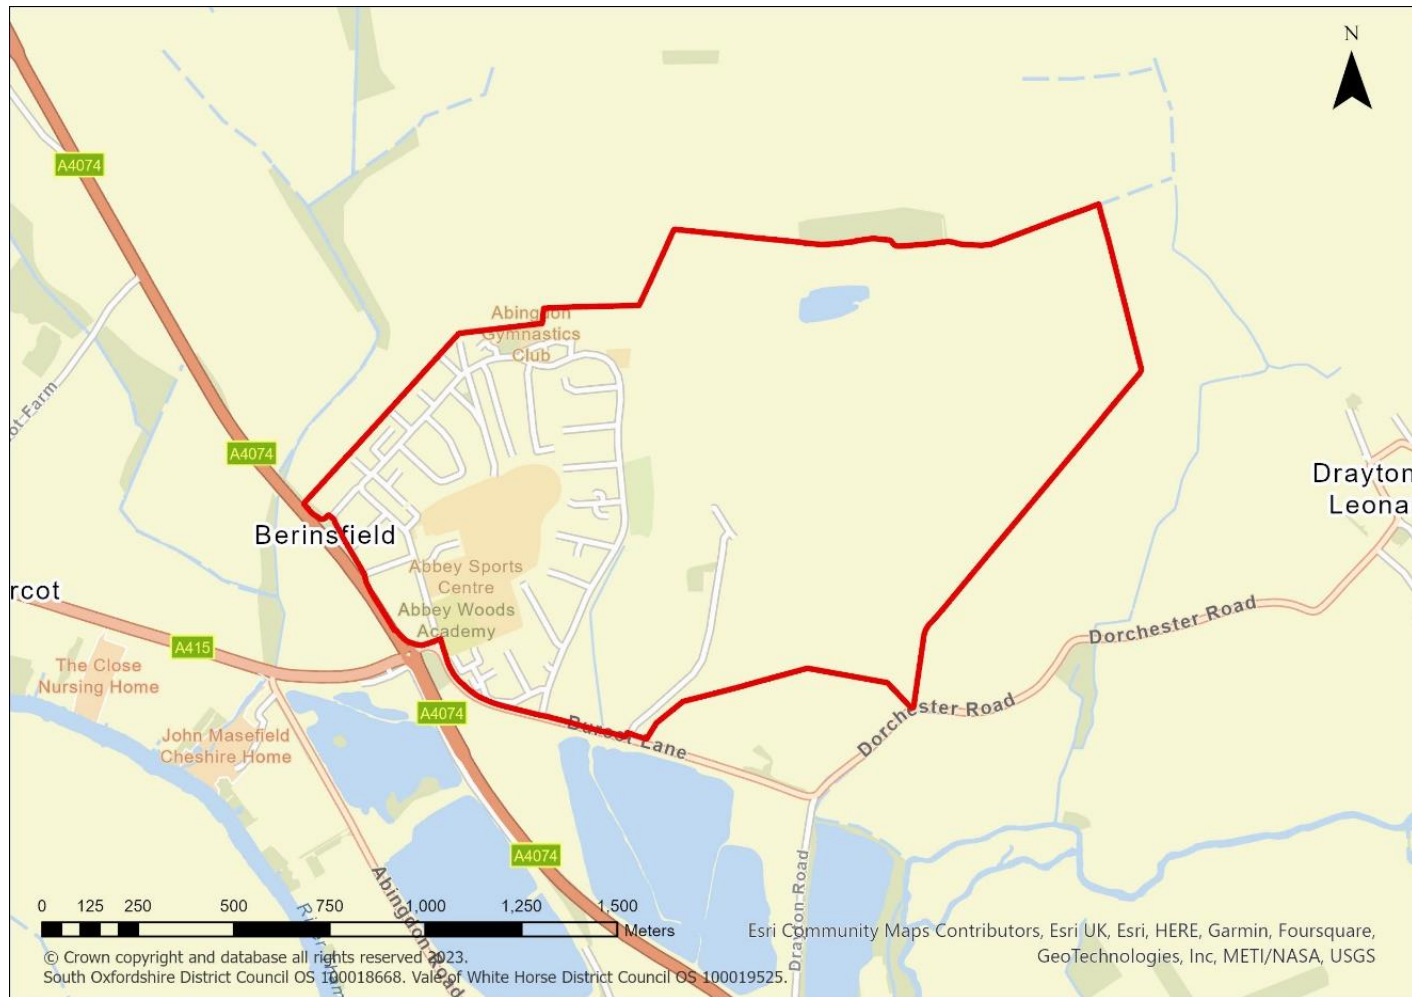 N
A4074
Abingdon
Gymnastics
Club
A4074
Drayton
Leona
Berinsfield
Abbey Sports
Centre
Abbey Woods
Academy
rcot
ot Farm
A415
Dorchester Road
The Close
Nursing Home
A4074
Dorchester Road
Burcot Lane
John Masefield
Cheshire Home
A4074
Abingdon Road
Drayton Road
0 125 250 500 750 1,000 1,250 1,500
Meters
Esri Community Maps Contributors, Esri UK, Esri, HERE, Garmin, Foursquare,
GeoTechnologies, Inc, METI/NASA, USGS
© Crown copyright and database all rights reserved 2023.
South Oxfordshire District Council OS 100018668. Vale of White Horse District Council OS 100019525.